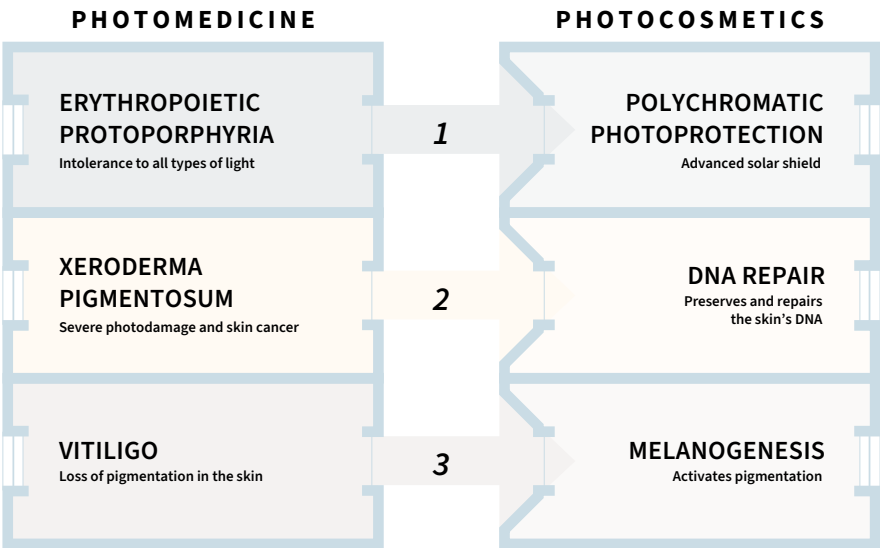 PHOTOMEDICINE
PHOTOCOSMETICS
ERYTHROPOIETIC
PROTOPORPHYRIA
Intolerance to all types of light
1
POLYCHROMATIC
PHOTOPROTECTION
Advanced solar shield
XERODERMA
PIGMENTOSUM
Severe photodamage and skin cancer
2
DNA REPAIR
Preserves and repairs
the skin’s DNA
VITILIGO
Loss of pigmentation in the skin
3
MELANOGENESIS
Activates pigmentation